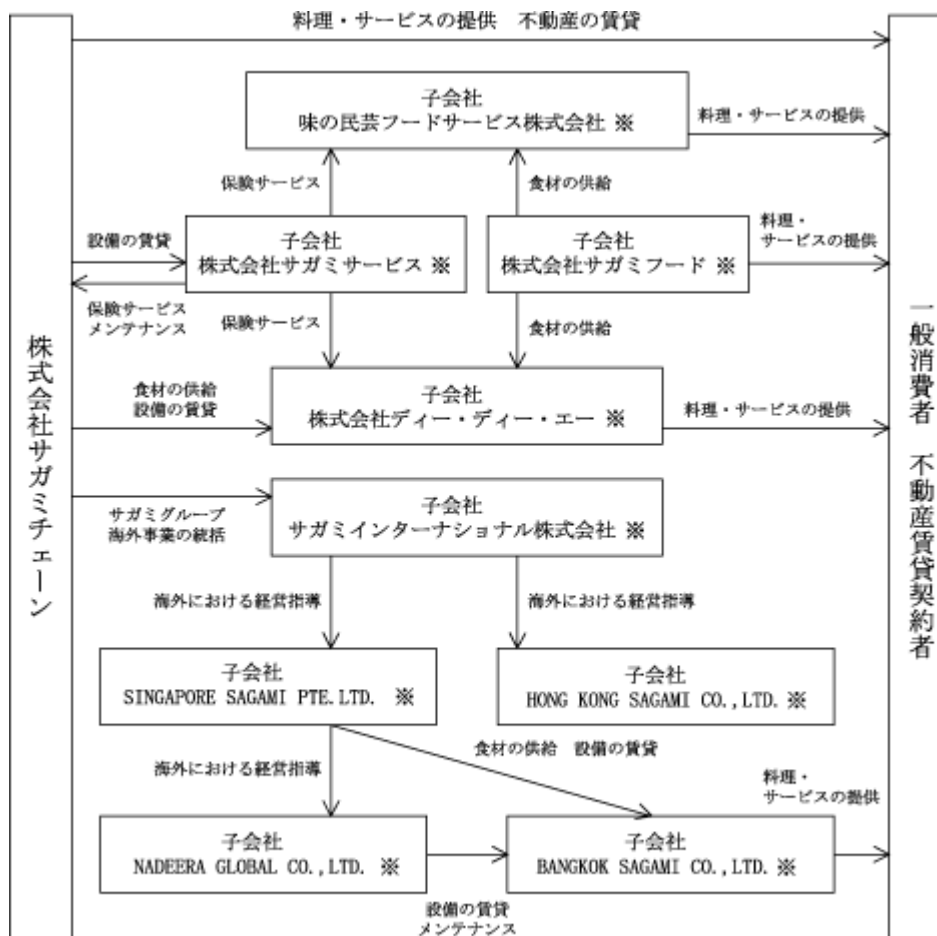 料理・サービスの提供　不動産の賃貸
子会社
味の民芸フードサービス株式会社 ※
料理・サービスの提供
保険サービス
食材の供給
設備の賃貸
子会社
株式会社サガミサービス ※
子会社
株式会社サガミフード ※
料理・
サービスの提供
保険サービス
メンテナンス
保険サービス
食材の供給
株式会社サガミチェーン
一般消費者　不動産賃貸契約者
食材の供給
設備の賃貸
子会社
株式会社ディー・ディー・エー ※
料理・サービスの提供
サガミグループ
海外事業の統括
子会社
サガミインターナショナル株式会社 ※
海外における経営指導
海外における経営指導
子会社
SINGAPORE SAGAMI PTE.LTD. ※
子会社
HONG KONG SAGAMI CO.,LTD. ※
海外における経営指導
食材の供給　設備の賃貸
料理・
サービスの提供
子会社
NADEERA GLOBAL CO.,LTD. ※
子会社
BANGKOK SAGAMI CO.,LTD. ※
設備の賃貸
メンテナンス